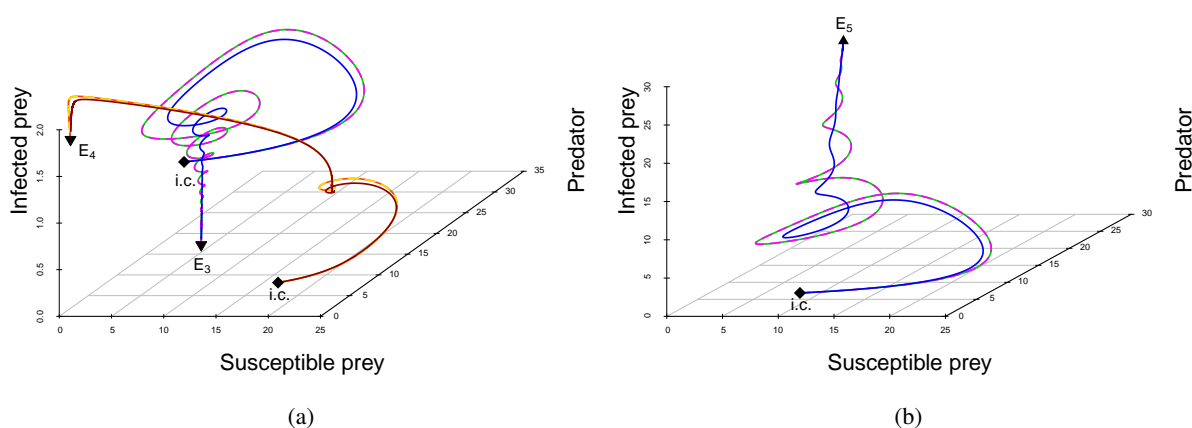 Infected prey
0.0 0.5 1.0 1.5 2.0
0 5 10 15 20 25
0 5 10 15 20 25 30 35
Susceptible prey
Predator
E4
E3
i.c.
i.c.
(a)
Infected prey
0 5 10 15 20 25 30
0 5 10 15 20 25
0 5 10 15 20 25 30
Susceptible prey
Predator
E5
i.c.
(b)